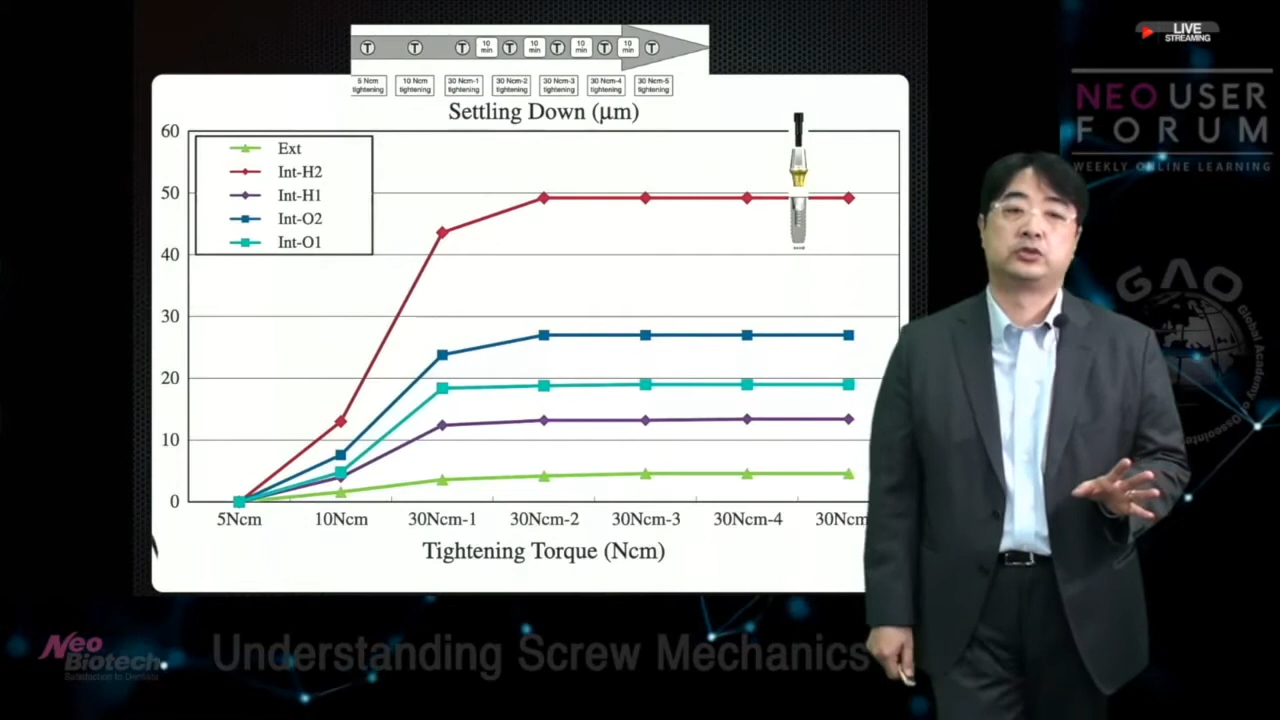 LIVE
STREAMING
NEO USER
FORUM
WEEKLY ONLINE LEARNING
GAO
Global Academy of Osseointe
T T T 10 min T 10 min T 10 min T 10 min T
5 Ncm tightening
10 Ncm tightening
30 Ncm-1 tightening
30 Ncm-2 tightening
30 Ncm-3 tightening
30 Ncm-4 tightening
30 Ncm-5 tightening
Settling Down (µm)
60
50
40
30
20
10
0
Ext
Int-H2
Int-H1
Int-O2
Int-O1
5Ncm 10Ncm 30Ncm-1 30Ncm-2 30Ncm-3 30Ncm-4 30Ncm
Tightening Torque (Ncm)
Neo
Biotech
Satisfaction to Dentists
Understanding Screw Mechanics